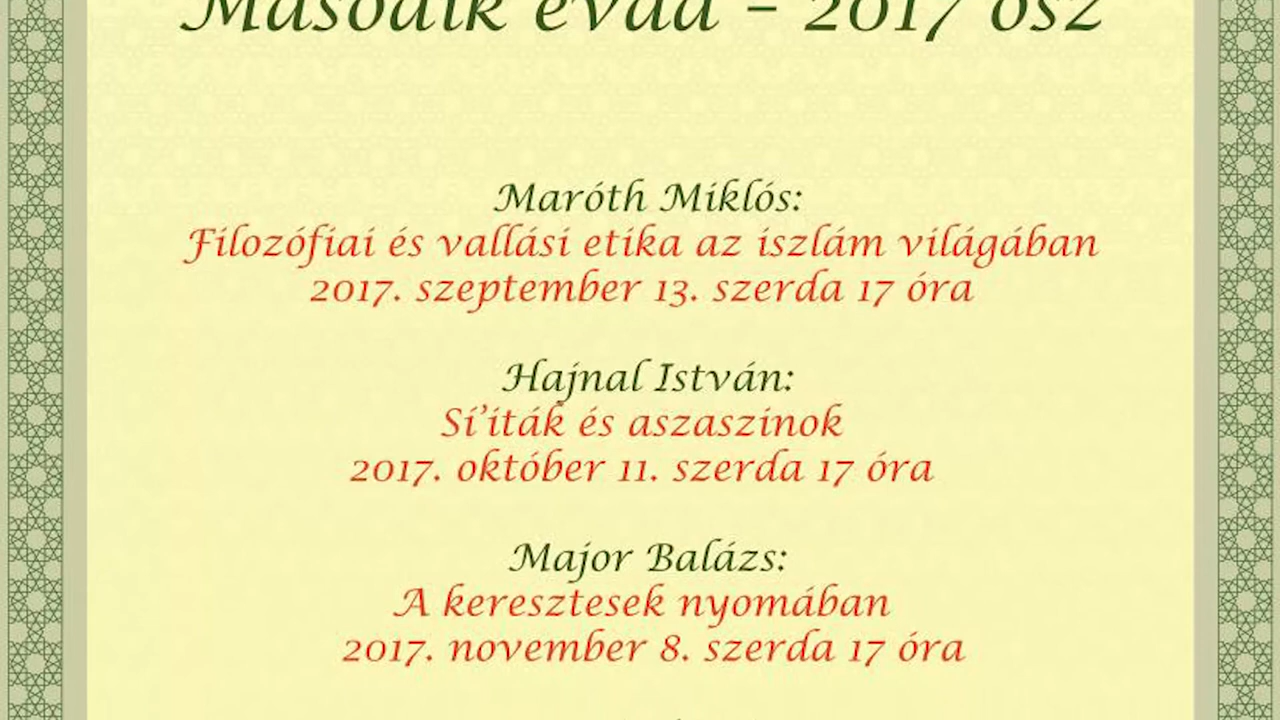 Második évad – 2017 ősz
Maróth Miklós:
Filozófiai és vallási etika az iszlám világában
2017. szeptember 13. szerda 17 óra
Hajnal István:
Sí’iták és aszaszinok
2017. október 11. szerda 17 óra
Major Balázs:
A keresztesek nyomában
2017. november 8. szerda 17 óra